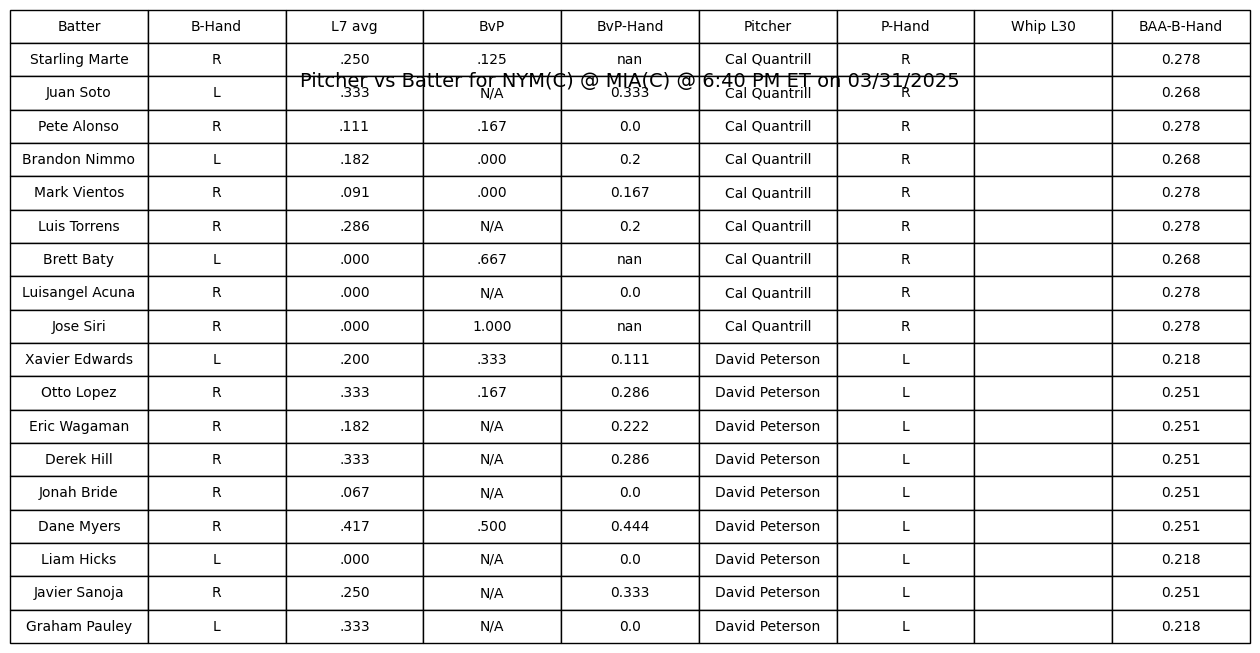 Batter B-Hand L7 avg BvP BvP-Hand Pitcher P-Hand Whip L30 BAA-B-Hand
Starling Marte R .250 .125 nan Cal Quantrill R 0.278
Pitcher vs Batter for NYM(C) @ MIA(C) @ 6:40 PM ET on 03/31/2025
Juan Soto L .333 N/A 0.333 Cal Quantrill R 0.268
Pete Alonso R .111 .167 0.0 Cal Quantrill R 0.278
Brandon Nimmo L .182 .000 0.2 Cal Quantrill R 0.268
Mark Vientos R .091 .000 0.167 Cal Quantrill R 0.278
Luis Torrens R .286 N/A 0.2 Cal Quantrill R 0.278
Brett Baty L .000 .667 nan Cal Quantrill R 0.268
Luisangel Acuna R .000 N/A 0.0 Cal Quantrill R 0.278
Jose Siri R .000 1.000 nan Cal Quantrill R 0.278
Xavier Edwards L .200 .333 0.111 David Peterson L 0.218
Otto Lopez R .333 .167 0.286 David Peterson L 0.251
Eric Wagaman R .182 N/A 0.222 David Peterson L 0.251
Derek Hill R .333 N/A 0.286 David Peterson L 0.251
Jonah Bride R .067 N/A 0.0 David Peterson L 0.251
Dane Myers R .417 .500 0.444 David Peterson L 0.251
Liam Hicks L .000 N/A 0.0 David Peterson L 0.218
Javier Sanoja R .250 N/A 0.333 David Peterson L 0.251
Graham Pauley L .333 N/A 0.0 David Peterson L 0.218